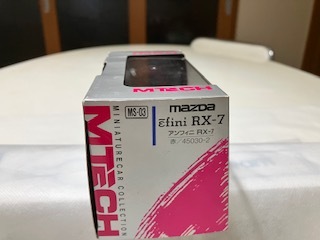 MTECH
MINIATURECAR COLLECTION
MTECH
MS-03
mazda
ε̄fini RX-7
アンフィニ RX-7
赤/45030-2